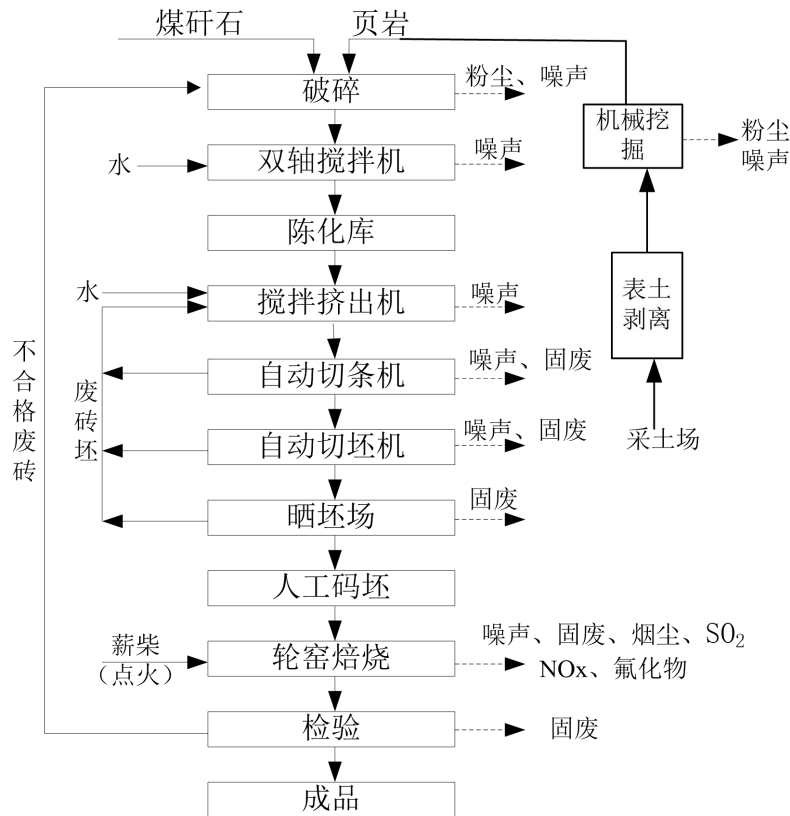 煤矸石
页岩
破碎
粉尘、噪声
机械挖
掘
粉尘
噪声
水
双轴搅拌机
噪声
陈化库
水
搅拌挤出机
噪声
表土
剥离
不合格废砖
废砖坯
自动切条机
噪声、固废
自动切坯机
噪声、固废
采土场
晒坯场
固废
人工码坯
薪柴
（点火）
轮窑焙烧
噪声、固废、烟尘、SO₂
NOx、氟化物
检验
固废
成品